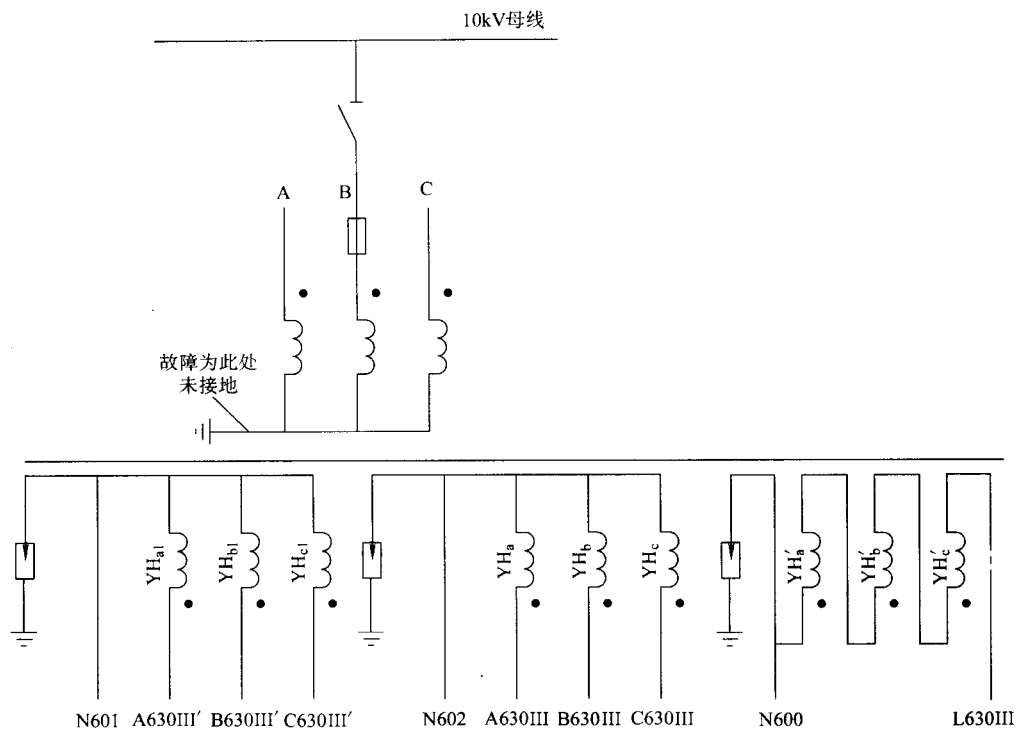 10kV母线
A
B
C
故障为此处
未接地
YHa1
YHb1
YHc1
YHa
YHb
YHc
YH'a
YH'b
YH'c
N601
A630III′
B630III′
C630III′
N602
A630III
B630III
C630III
N600
L630III